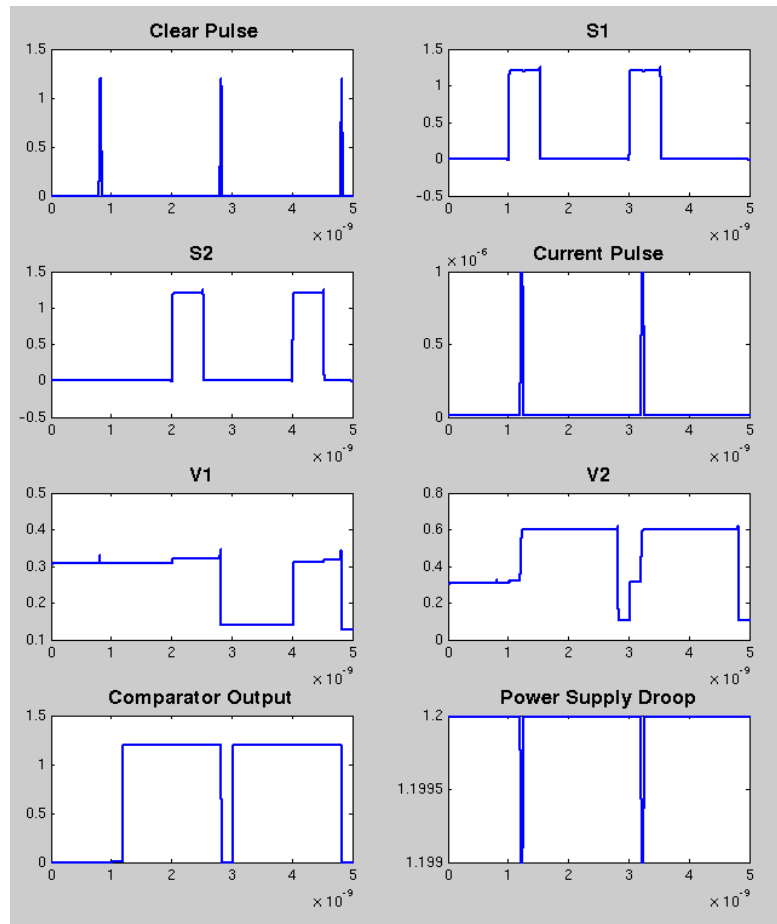 Clear Pulse
1.5
1
0.5
0
0 1 2 3 4 5
× 10⁻⁹
S1
1.5
1
0.5
0
−0.5
0 1 2 3 4 5
× 10⁻⁹
S2
1.5
1
0.5
0
−0.5
0 1 2 3 4 5
× 10⁻⁹
× 10⁻⁶
Current Pulse
1
0.5
0
0 1 2 3 4 5
× 10⁻⁹
V1
0.5
0.4
0.3
0.2
0.1
0 1 2 3 4 5
× 10⁻⁹
V2
0.8
0.6
0.4
0.2
0
0 1 2 3 4 5
× 10⁻⁹
Comparator Output
1.5
1
0.5
0
0 1 2 3 4 5
× 10⁻⁹
Power Supply Droop
1.2
1.1995
1.199
0 1 2 3 4 5
× 10⁻⁹